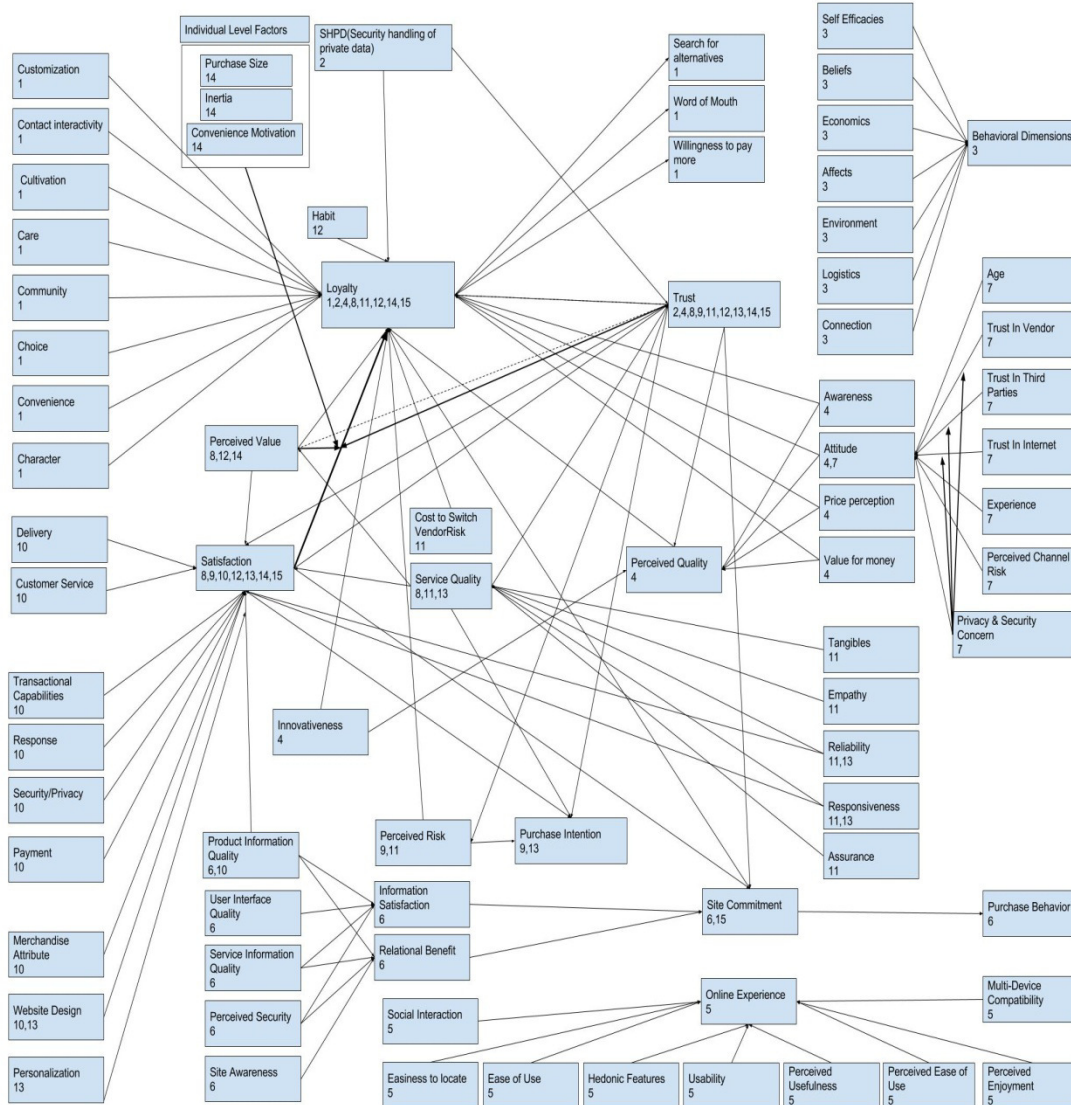 Individual Level Factors
Purchase Size
14
Inertia
14
Convenience Motivation
14
SHPD(Security handling of
private data)
2
Search for
alternatives
1
Word of Mouth
1
Willingness to pay
more
1
Self Efficacies
3
Beliefs
3
Economics
3
Affects
3
Environment
3
Logistics
3
Connection
3
Behavioral Dimensions
3
Customization
1
Contact interactivity
1
Cultivation
1
Care
1
Community
1
Choice
1
Convenience
1
Character
1
Habit
12
Loyalty
1,2,4,8,11,12,14,15
Trust
2,4,8,9,11,12,13,14,15
Age
7
Trust In Vendor
7
Trust In Third
Parties
7
Trust In Internet
7
Experience
7
Perceived Channel
Risk
7
Privacy & Security
Concern
7
Awareness
4
Attitude
4,7
Price perception
4
Value for money
4
Perceived Value
8,12,14
Delivery
10
Customer Service
10
Satisfaction
8,9,10,12,13,14,15
Cost to Switch
VendorRisk
11
Service Quality
8,11,13
Perceived Quality
4
Tangibles
11
Empathy
11
Reliability
11,13
Responsiveness
11,13
Assurance
11
Transactional
Capabilities
10
Response
10
Security/Privacy
10
Payment
10
Merchandise
Attribute
10
Website Design
10,13
Personalization
13
Innovativeness
4
Product Information
Quality
6,10
User Interface
Quality
6
Service Information
Quality
6
Perceived Security
6
Site Awareness
6
Perceived Risk
9,11
Purchase Intention
9,13
Information
Satisfaction
6
Relational Benefit
6
Site Commitment
6,15
Purchase Behavior
6
Social Interaction
5
Online Experience
5
Multi-Device
Compatibility
5
Easiness to locate
5
Ease of Use
5
Hedonic Features
5
Usability
5
Perceived
Usefulness
5
Perceived Ease of
Use
5
Perceived
Enjoyment
5